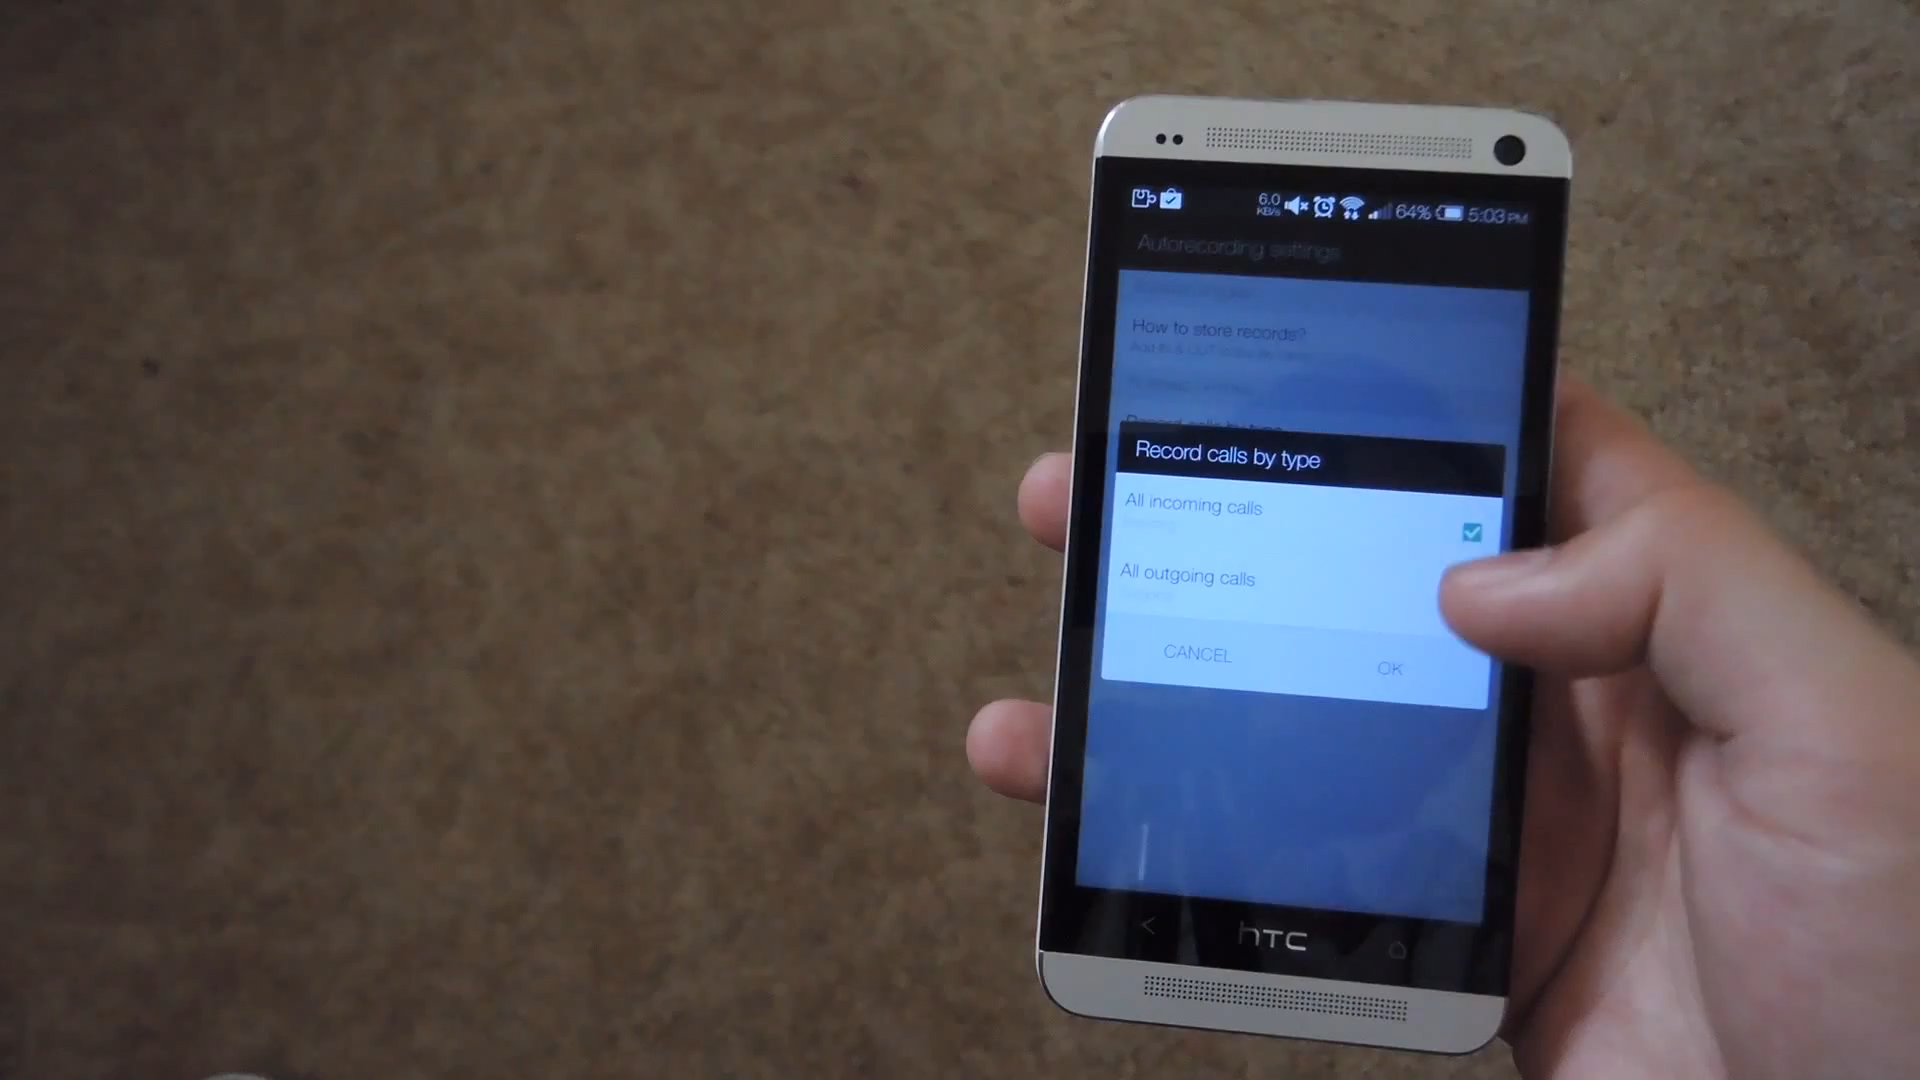 6.0
KB/s
64% 5:03 PM
Autorecording settings
How to store records?
Record calls by type
Record calls by type
All incoming calls
All outgoing calls
CANCEL
OK
hTC